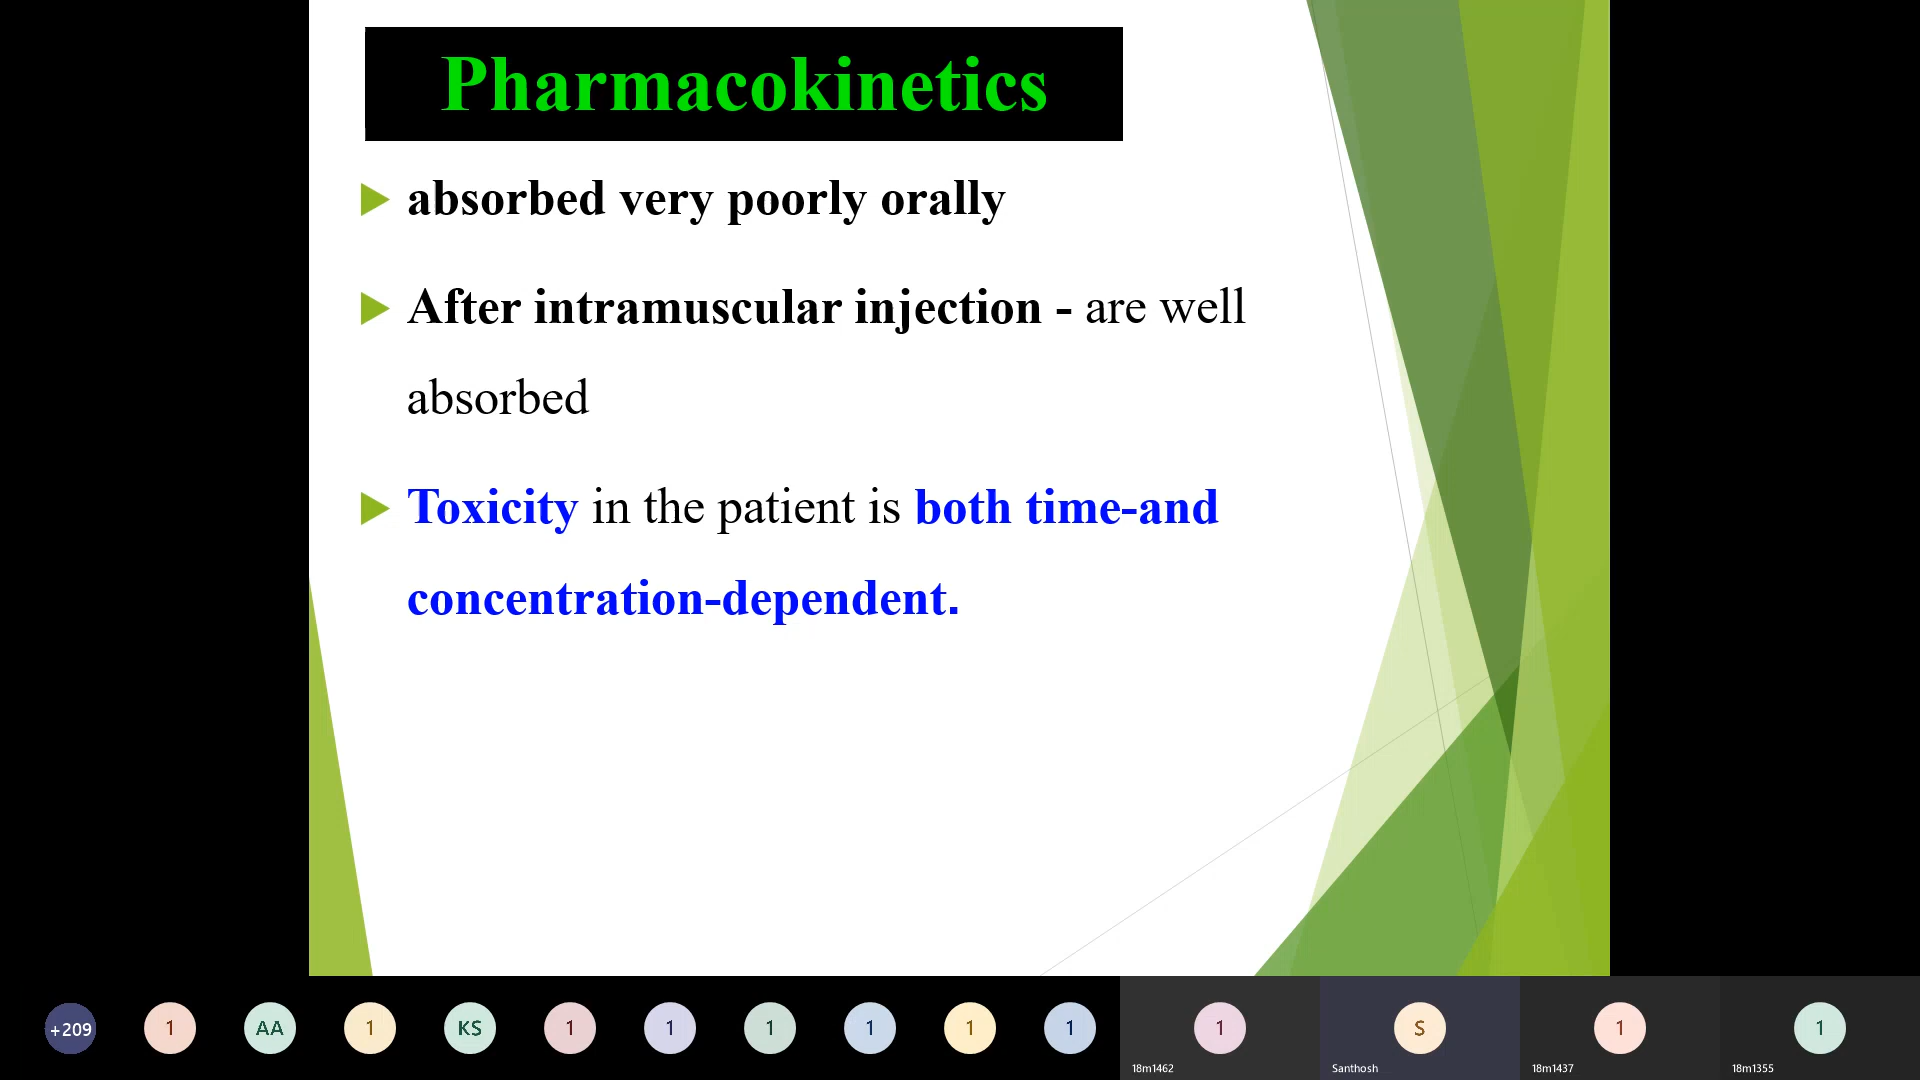 Pharmacokinetics
absorbed very poorly orally
After intramuscular injection - are well
absorbed
Toxicity in the patient is both time-and
concentration-dependent.
+209
1
AA
1
KS
1
1
1
1
1
1
1
S
1
1
18m1462
Santhosh
18m1437
18m1355